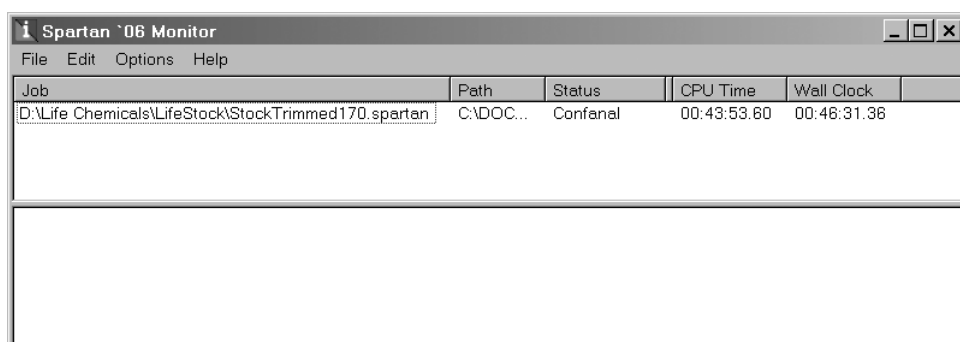 Spartan `06 Monitor
File Edit Options Help
Job Path Status CPU Time Wall Clock
D:\Life Chemicals\LifeStock\StockTrimmed170.spartan C:\DOC... Confanal 00:43:53.60 00:46:31.36